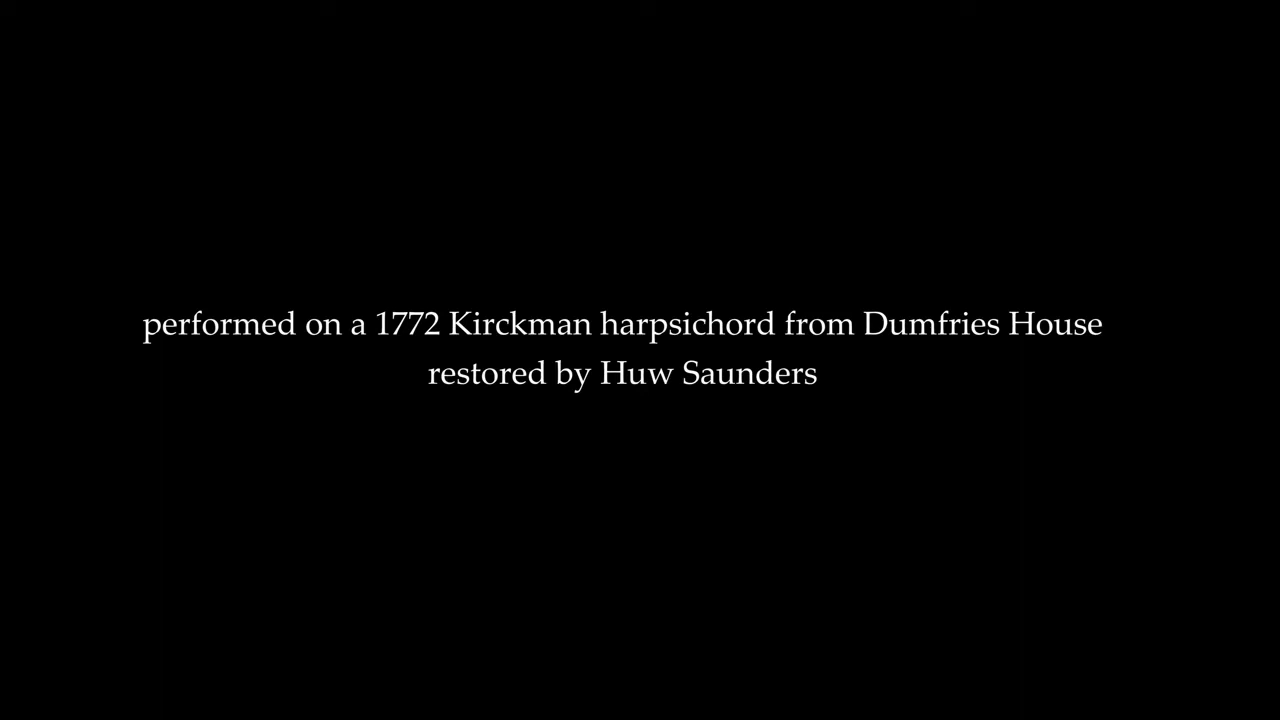 performed on a 1772 Kirckman harpsichord from Dumfries House
restored by Huw Saunders